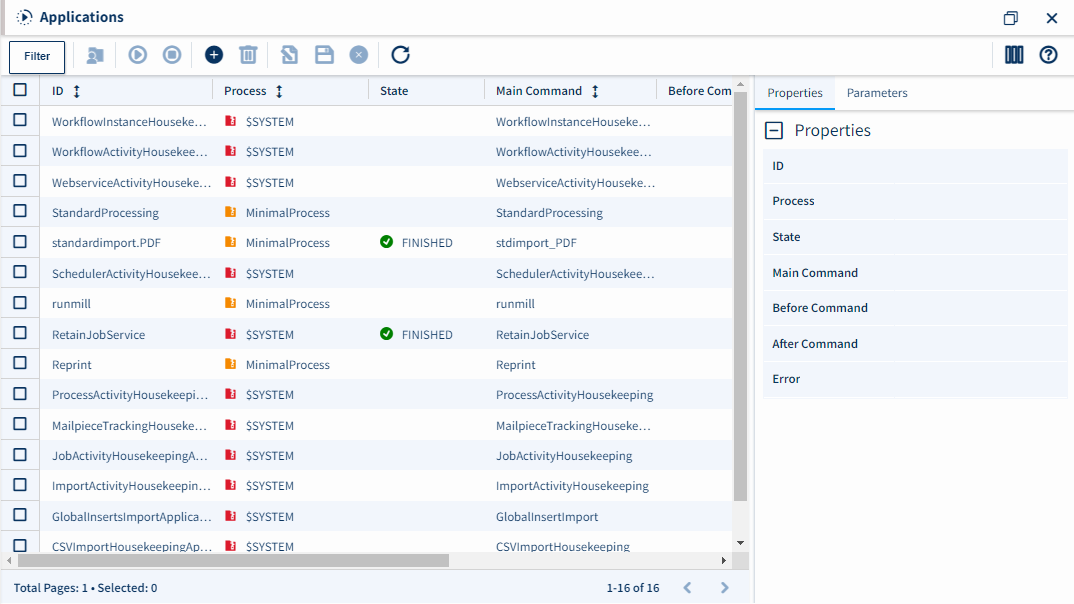 Applications
Filter
ID Process State Main Command Before Com
WorkflowInstanceHouseke… $SYSTEM WorkflowInstanceHouseke…
WorkflowActivityHousekee… $SYSTEM WorkflowActivityHousekee…
WebserviceActivityHouseke… $SYSTEM WebserviceActivityHouseke…
StandardProcessing MinimalProcess StandardProcessing
standardimport.PDF MinimalProcess FINISHED stdimport_PDF
SchedulerActivityHousekee… $SYSTEM SchedulerActivityHousekee…
runmill MinimalProcess runmill
RetainJobService $SYSTEM FINISHED RetainJobService
Reprint MinimalProcess Reprint
ProcessActivityHousekeepi… $SYSTEM ProcessActivityHousekeeping
MailpieceTrackingHouseke… $SYSTEM MailpieceTrackingHouseke…
JobActivityHousekeepingA… $SYSTEM JobActivityHousekeeping
ImportActivityHousekeepin… $SYSTEM ImportActivityHousekeeping
GlobalInsertsImportApplica… $SYSTEM GlobalInsertImport
CSVImportHousekeepingAp… $SYSTEM CSVImportHousekeeping
Total Pages: 1 • Selected: 0 1-16 of 16
Properties Parameters
Properties
ID
Process
State
Main Command
Before Command
After Command
Error